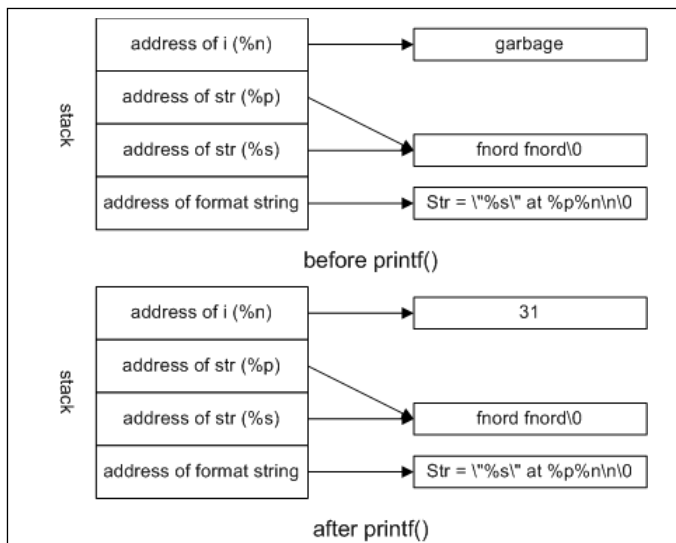 address of i (%n)
garbage
address of str (%p)
stack
address of str (%s)
fnord fnord\0
address of format string
Str = \"%s\" at %p%n\n\0
before printf()
address of i (%n)
31
address of str (%p)
stack
address of str (%s)
fnord fnord\0
address of format string
Str = \"%s\" at %p%n\n\0
after printf()